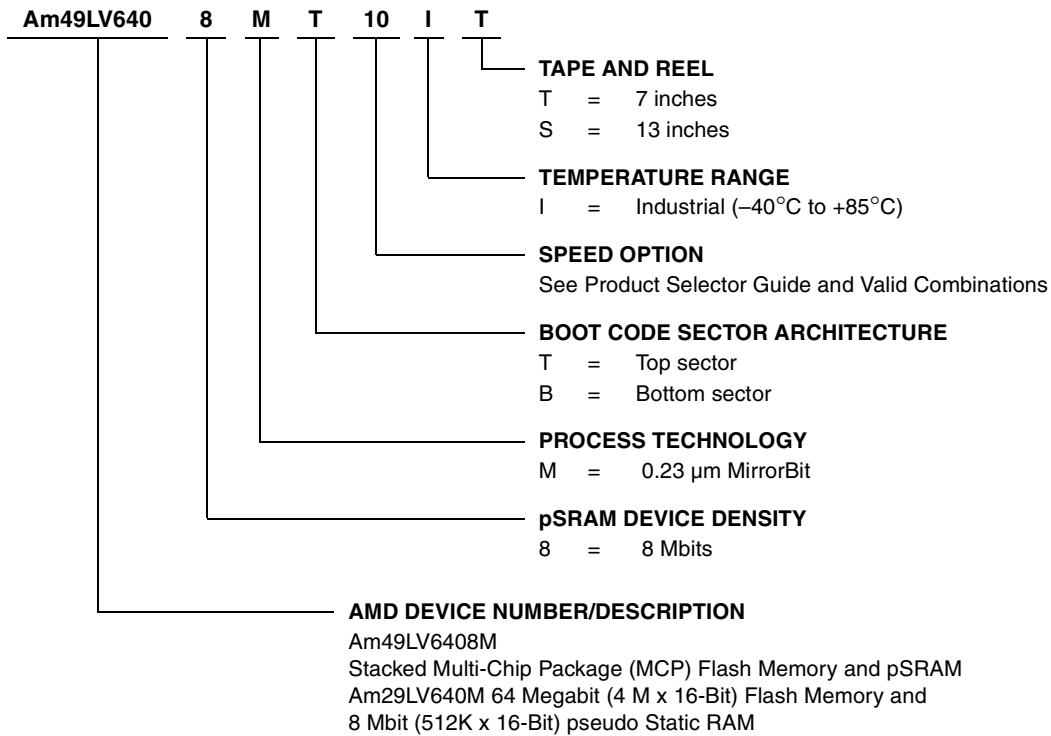 Am49LV640 8 M T 10 I T
TAPE AND REEL
T = 7 inches
S = 13 inches
TEMPERATURE RANGE
I = Industrial (–40°C to +85°C)
SPEED OPTION
See Product Selector Guide and Valid Combinations
BOOT CODE SECTOR ARCHITECTURE
T = Top sector
B = Bottom sector
PROCESS TECHNOLOGY
M = 0.23 µm MirrorBit
pSRAM DEVICE DENSITY
8 = 8 Mbits
AMD DEVICE NUMBER/DESCRIPTION
Am49LV6408M
Stacked Multi-Chip Package (MCP) Flash Memory and pSRAM
Am29LV640M 64 Megabit (4 M x 16-Bit) Flash Memory and
8 Mbit (512K x 16-Bit) pseudo Static RAM